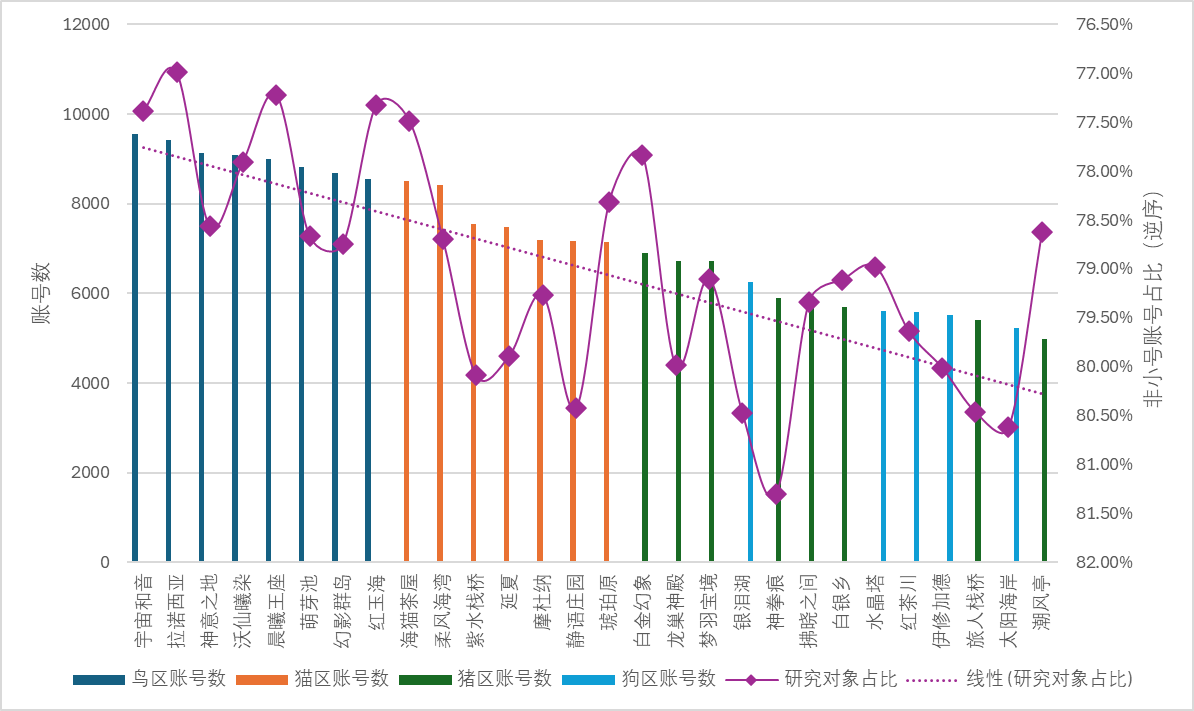 账号数
12000
10000
8000
6000
4000
2000
0
76.50%
77.00%
77.50%
78.00%
78.50%
79.00%
79.50%
80.00%
80.50%
81.00%
81.50%
82.00%
非小号账号占比（逆序）
宇宙和音
拉诺西亚
神意之地
沃仙曦染
晨曦王座
萌芽池
幻影群岛
红玉海
海猫茶屋
柔风海湾
紫水栈桥
延夏
摩杜纳
静语庄园
琥珀原
白金幻象
龙巢神殿
梦羽宝境
银泪湖
神拳痕
拂晓之间
白银乡
水晶塔
红茶川
伊修加德
旅人栈桥
太阳海岸
潮风亭
鸟区账号数 猫区账号数 猪区账号数 狗区账号数 研究对象占比 线性 (研究对象占比)